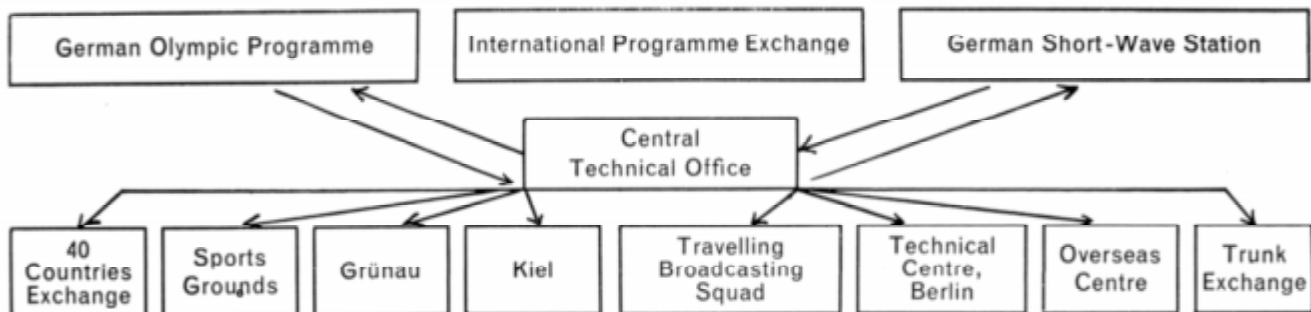 German Olympic Programme
International Programme Exchange
German Short-Wave Station
Central
Technical Office
40
Countries
Exchange
Sports
Grounds
Grünau
Kiel
Travelling
Broadcasting
Squad
Technical
Centre,
Berlin
Overseas
Centre
Trunk
Exchange